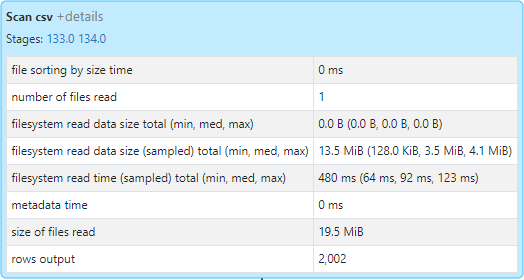 Scan csv +details
Stages: 133.0 134.0
file sorting by size time 0 ms
number of files read 1
filesystem read data size total (min, med, max) 0.0 B (0.0 B, 0.0 B, 0.0 B)
filesystem read data size (sampled) total (min, med, max) 13.5 MiB (128.0 KiB, 3.5 MiB, 4.1 MiB)
filesystem read time (sampled) total (min, med, max) 480 ms (64 ms, 92 ms, 123 ms)
metadata time 0 ms
size of files read 19.5 MiB
rows output 2,002